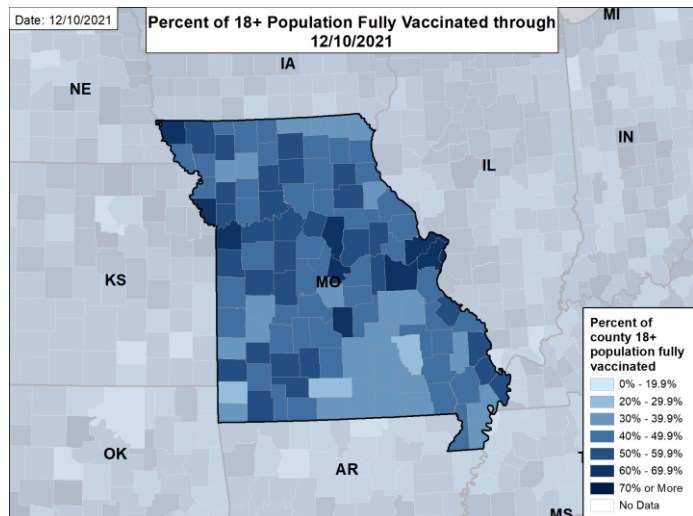 Date: 12/10/2021
Percent of 18+ Population Fully Vaccinated through
12/10/2021
MI
IA
NE
IN
IL
KS
MO
OK
AR
MS
Percent of
county 18+
population fully
vaccinated
0% - 19.9%
20% - 29.9%
30% - 39.9%
40% - 49.9%
50% - 59.9%
60% - 69.9%
70% or More
No Data